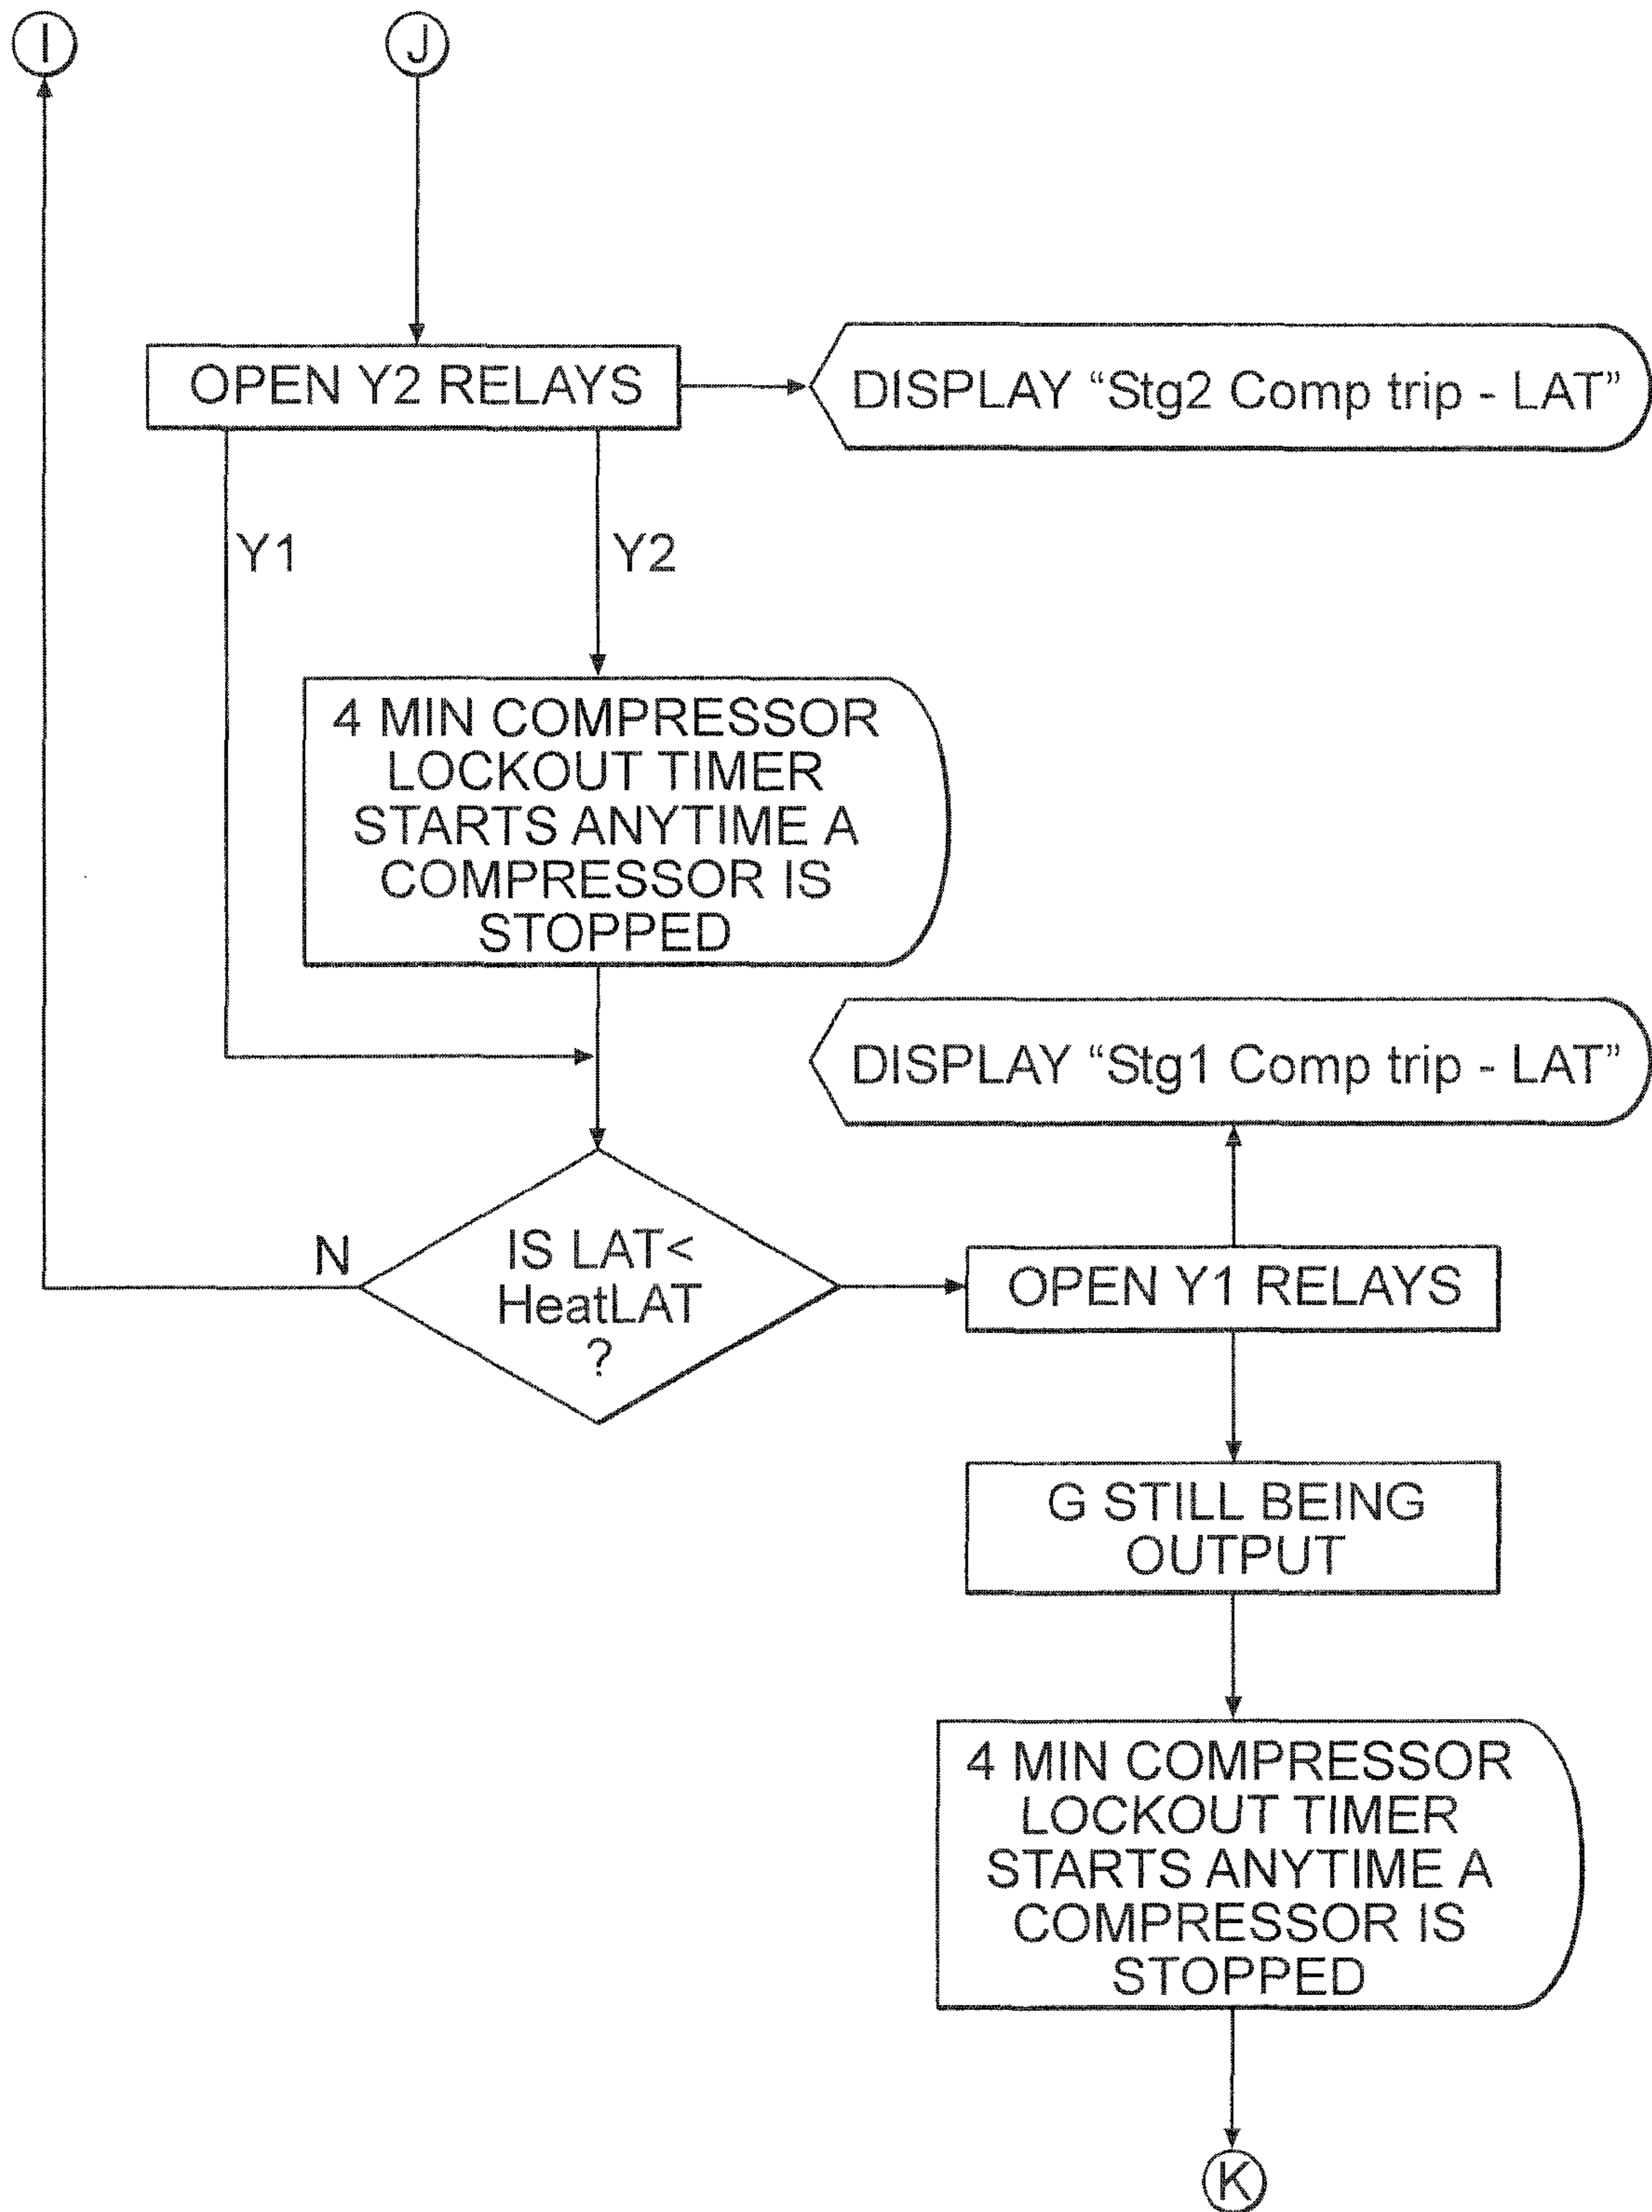 I
J
OPEN Y2 RELAYS
DISPLAY “Stg2 Comp trip - LAT”
Y1
Y2
4 MIN COMPRESSOR
LOCKOUT TIMER
STARTS ANYTIME A
COMPRESSOR IS
STOPPED
DISPLAY “Stg1 Comp trip - LAT”
N
IS LAT<
HeatLAT
?
OPEN Y1 RELAYS
G STILL BEING
OUTPUT
4 MIN COMPRESSOR
LOCKOUT TIMER
STARTS ANYTIME A
COMPRESSOR IS
STOPPED
K